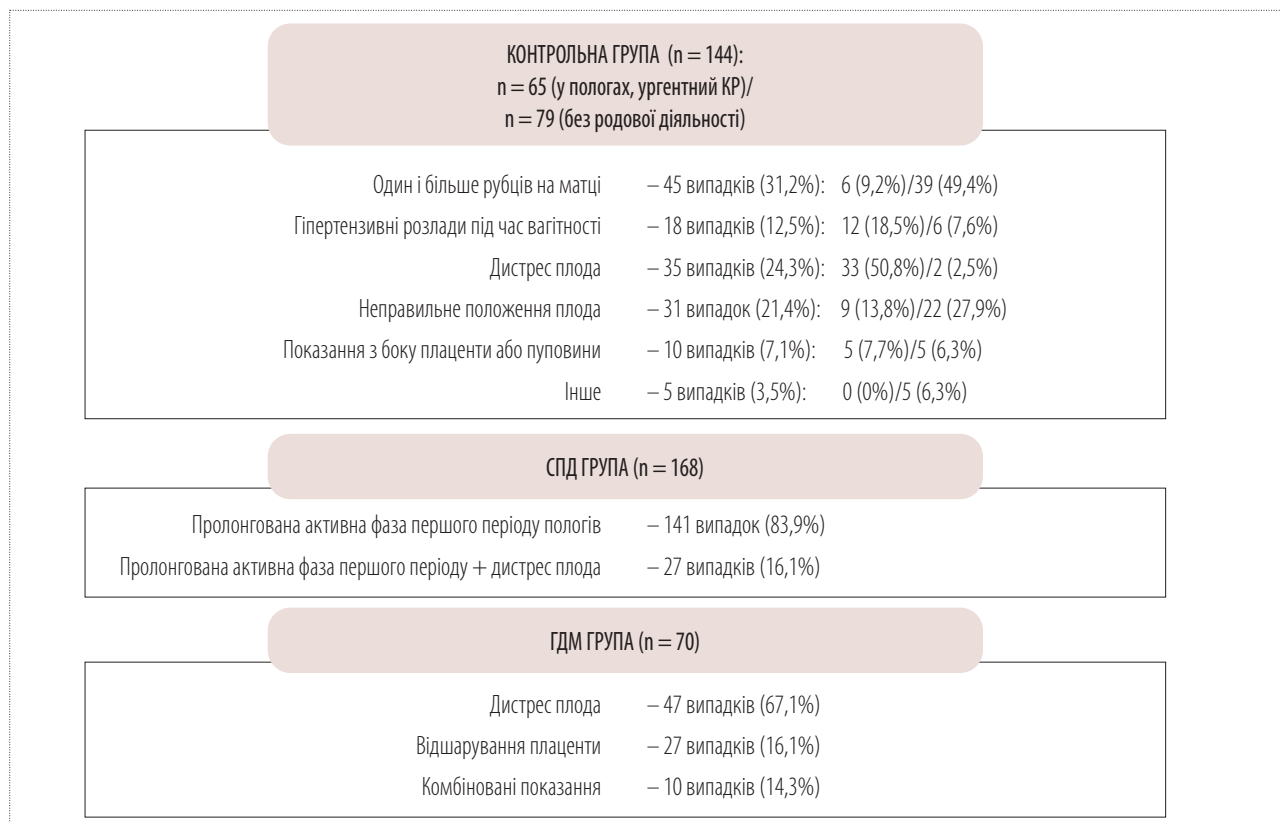 КОНТРОЛЬНА ГРУПА (n = 144):
n = 65 (у пологах, ургентний КР)/
n = 79 (без родової діяльності)
Один і більше рубців на матці – 45 випадків (31,2%): 6 (9,2%)/39 (49,4%)
Гіпертензивні розлади під час вагітності – 18 випадків (12,5%): 12 (18,5%)/6 (7,6%)
Дистрес плода – 35 випадків (24,3%): 33 (50,8%)/2 (2,5%)
Неправильне положення плода – 31 випадок (21,4%): 9 (13,8%)/22 (27,9%)
Показання з боку плаценти або пуповини – 10 випадків (7,1%): 5 (7,7%)/5 (6,3%)
Інше – 5 випадків (3,5%): 0 (0%)/5 (6,3%)
СПД ГРУПА (n = 168)
Пролонгована активна фаза першого періоду пологів – 141 випадок (83,9%)
Пролонгована активна фаза першого періоду + дистрес плода – 27 випадків (16,1%)
ГДМ ГРУПА (n = 70)
Дистрес плода – 47 випадків (67,1%)
Відшарування плаценти – 27 випадків (16,1%)
Комбіновані показання – 10 випадків (14,3%)